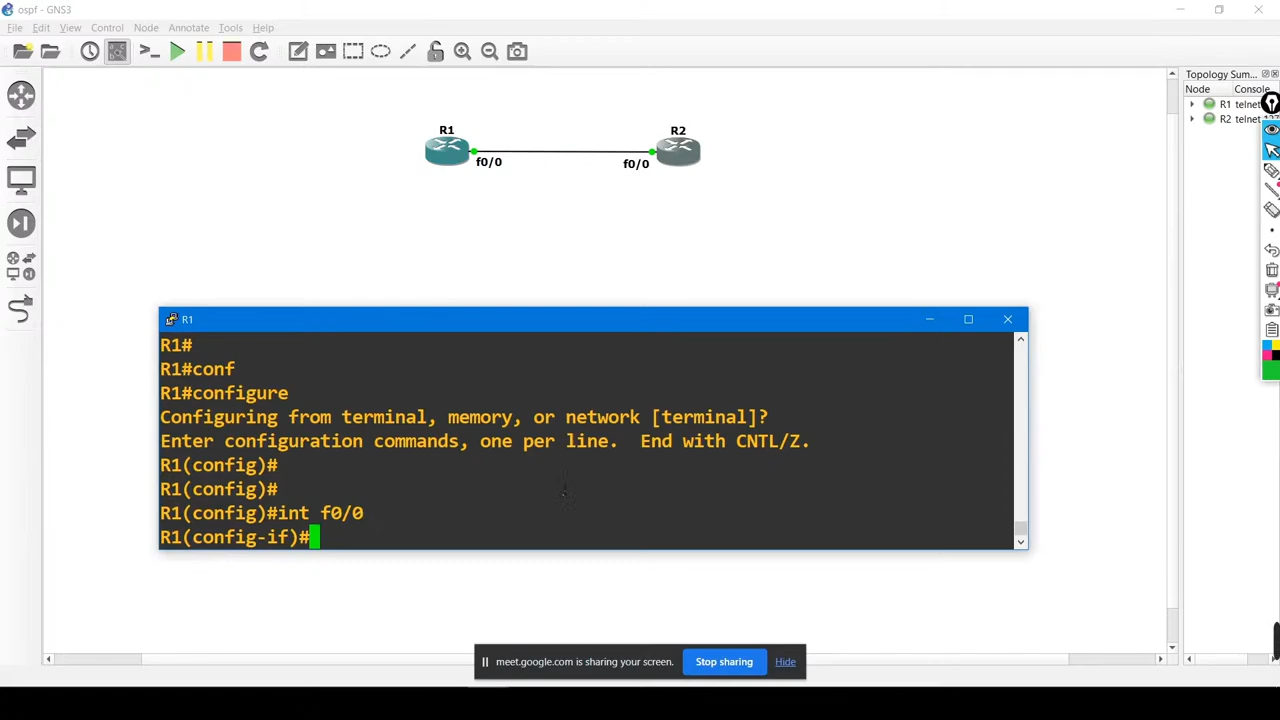 ospf - GNS3
File Edit View Control Node Annotate Tools Help
Topology Sum...
Node Console
R1 telnet
R2 telnet
R1
R2
f0/0
f0/0
R1
R1#
R1#conf
R1#configure
Configuring from terminal, memory, or network [terminal]?
Enter configuration commands, one per line.  End with CNTL/Z.
R1(config)#
R1(config)#
R1(config)#int f0/0
R1(config-if)#
meet.google.com is sharing your screen. Stop sharing Hide